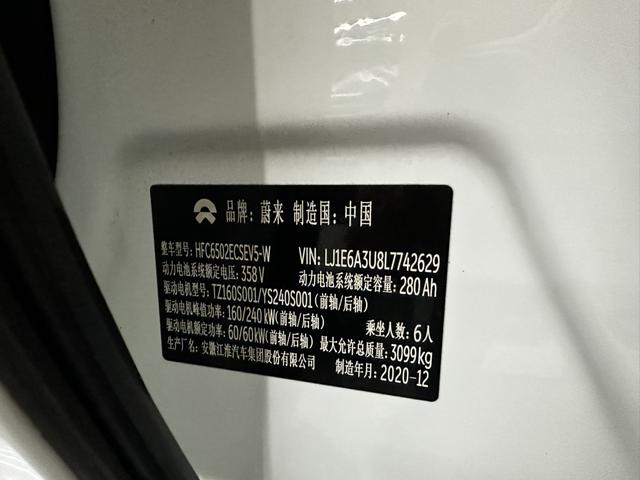 品牌：蔚来 制造国：中国
整车型号：HFC6502ECSEV5-W VIN：LJ1E6A3U8L7742629
动力电池系统额定电压：358V 动力电池系统额定容量：280Ah
驱动电机型号：TZ160S001/YS240S001(前轴/后轴)
驱动电机峰值功率：160/240kW(前轴/后轴) 乘坐人数：6人
驱动电机额定功率：60/60kW(前轴/后轴) 最大允许总质量：3099kg
生产厂名：安徽江淮汽车集团股份有限公司 制造年月：2020-12